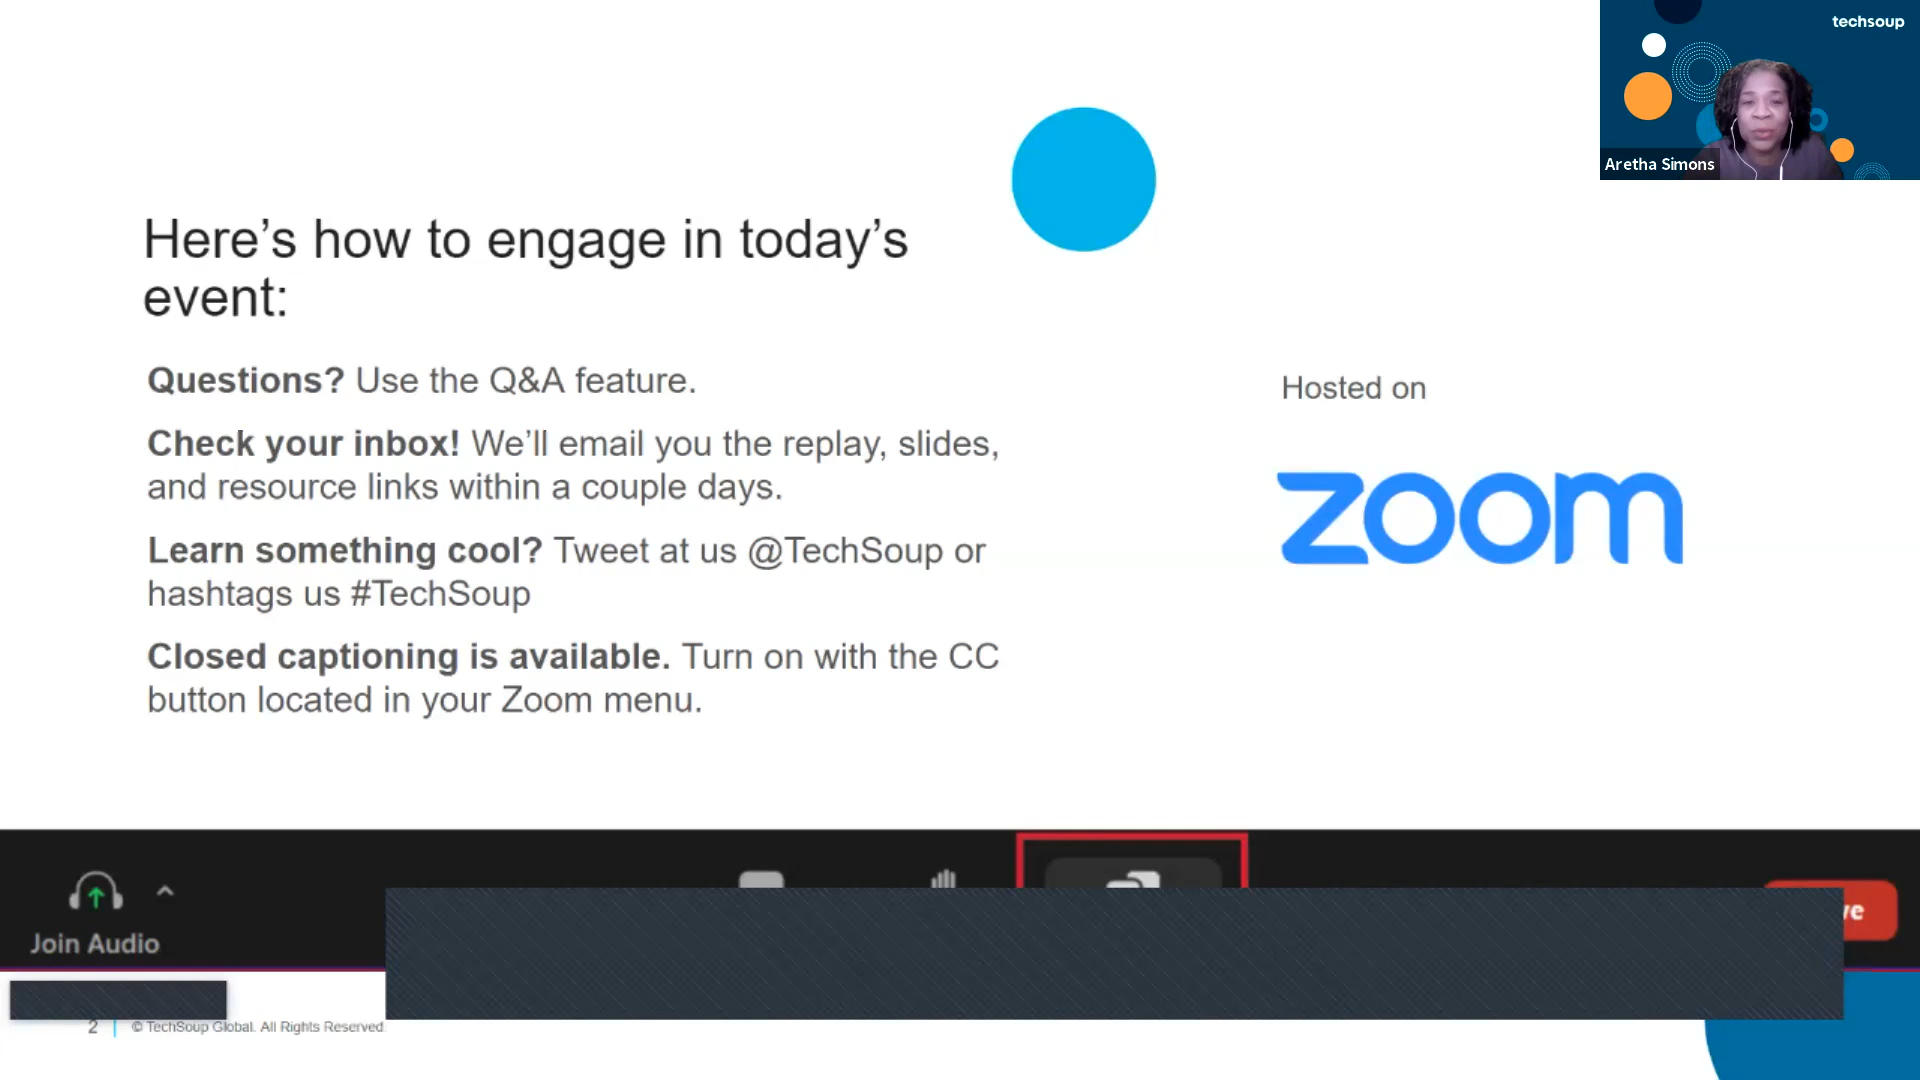 techsoup
Aretha Simons
Here’s how to engage in today’s
event:
Questions? Use the Q&A feature.
Check your inbox! We’ll email you the replay, slides,
and resource links within a couple days.
Learn something cool? Tweet at us @TechSoup or
hashtags us #TechSoup
Closed captioning is available. Turn on with the CC
button located in your Zoom menu.
Hosted on
zoom
Join Audio
2
© TechSoup Global. All Rights Reserved.